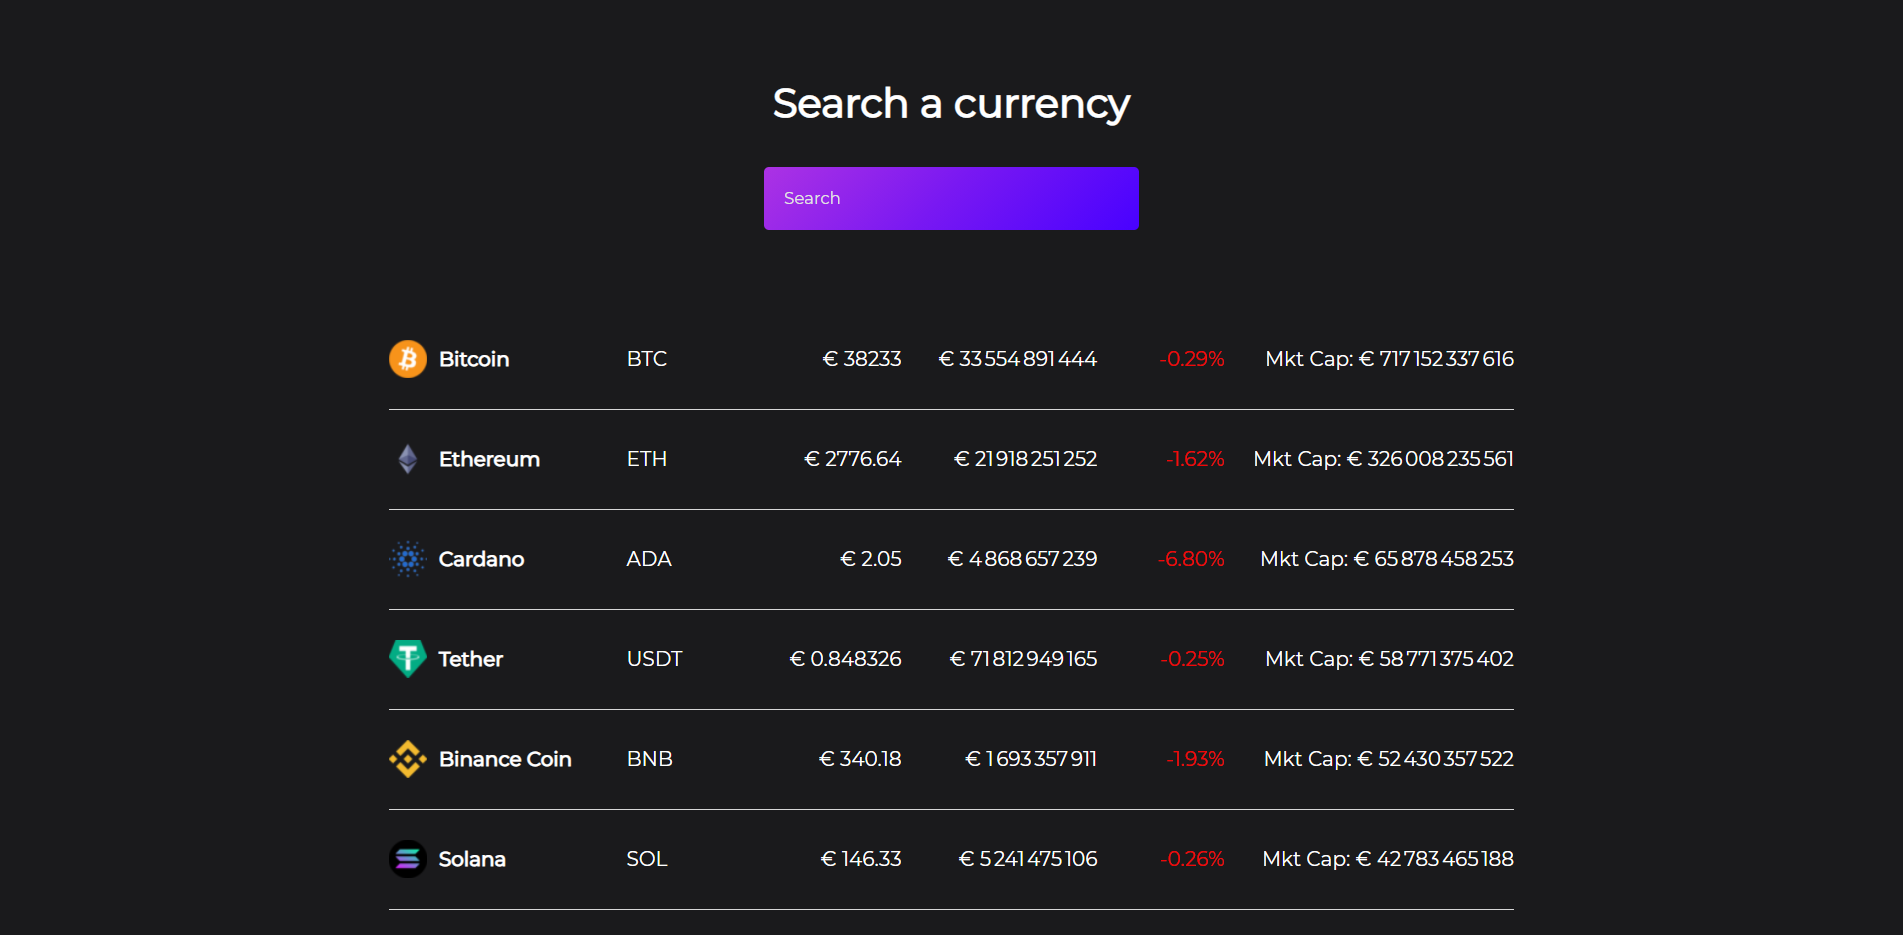 Search a currency
Search
Bitcoin BTC € 38233 € 33 554 891 444 -0.29% Mkt Cap: € 717 152 337 616
Ethereum ETH € 2776.64 € 21 918 251 252 -1.62% Mkt Cap: € 326 008 235 561
Cardano ADA € 2.05 € 4 868 657 239 -6.80% Mkt Cap: € 65 878 458 253
Tether USDT € 0.848326 € 71 812 949 165 -0.25% Mkt Cap: € 58 771 375 402
Binance Coin BNB € 340.18 € 1 693 357 911 -1.93% Mkt Cap: € 52 430 357 522
Solana SOL € 146.33 € 5 241 475 106 -0.26% Mkt Cap: € 42 783 465 188